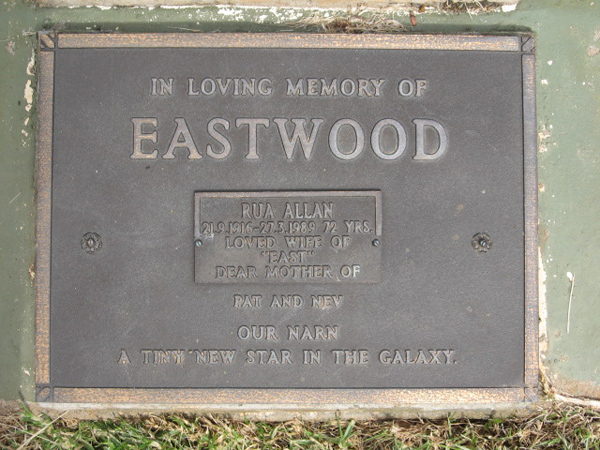 IN LOVING MEMORY OF
EASTWOOD
RUA ALLAN
21.9.1916-27.3.1989 72 YRS.
LOVED WIFE OF
"EAST"
DEAR MOTHER OF
PAT AND NEV
OUR NARN
A TINY NEW STAR IN THE GALAXY.